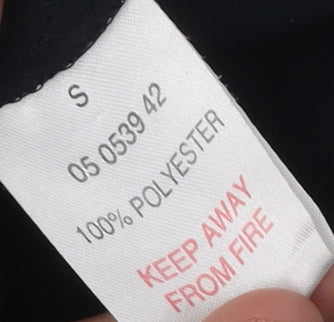 S
05 0539 42
100% POLYESTER
KEEP AWAY
FROM FIRE